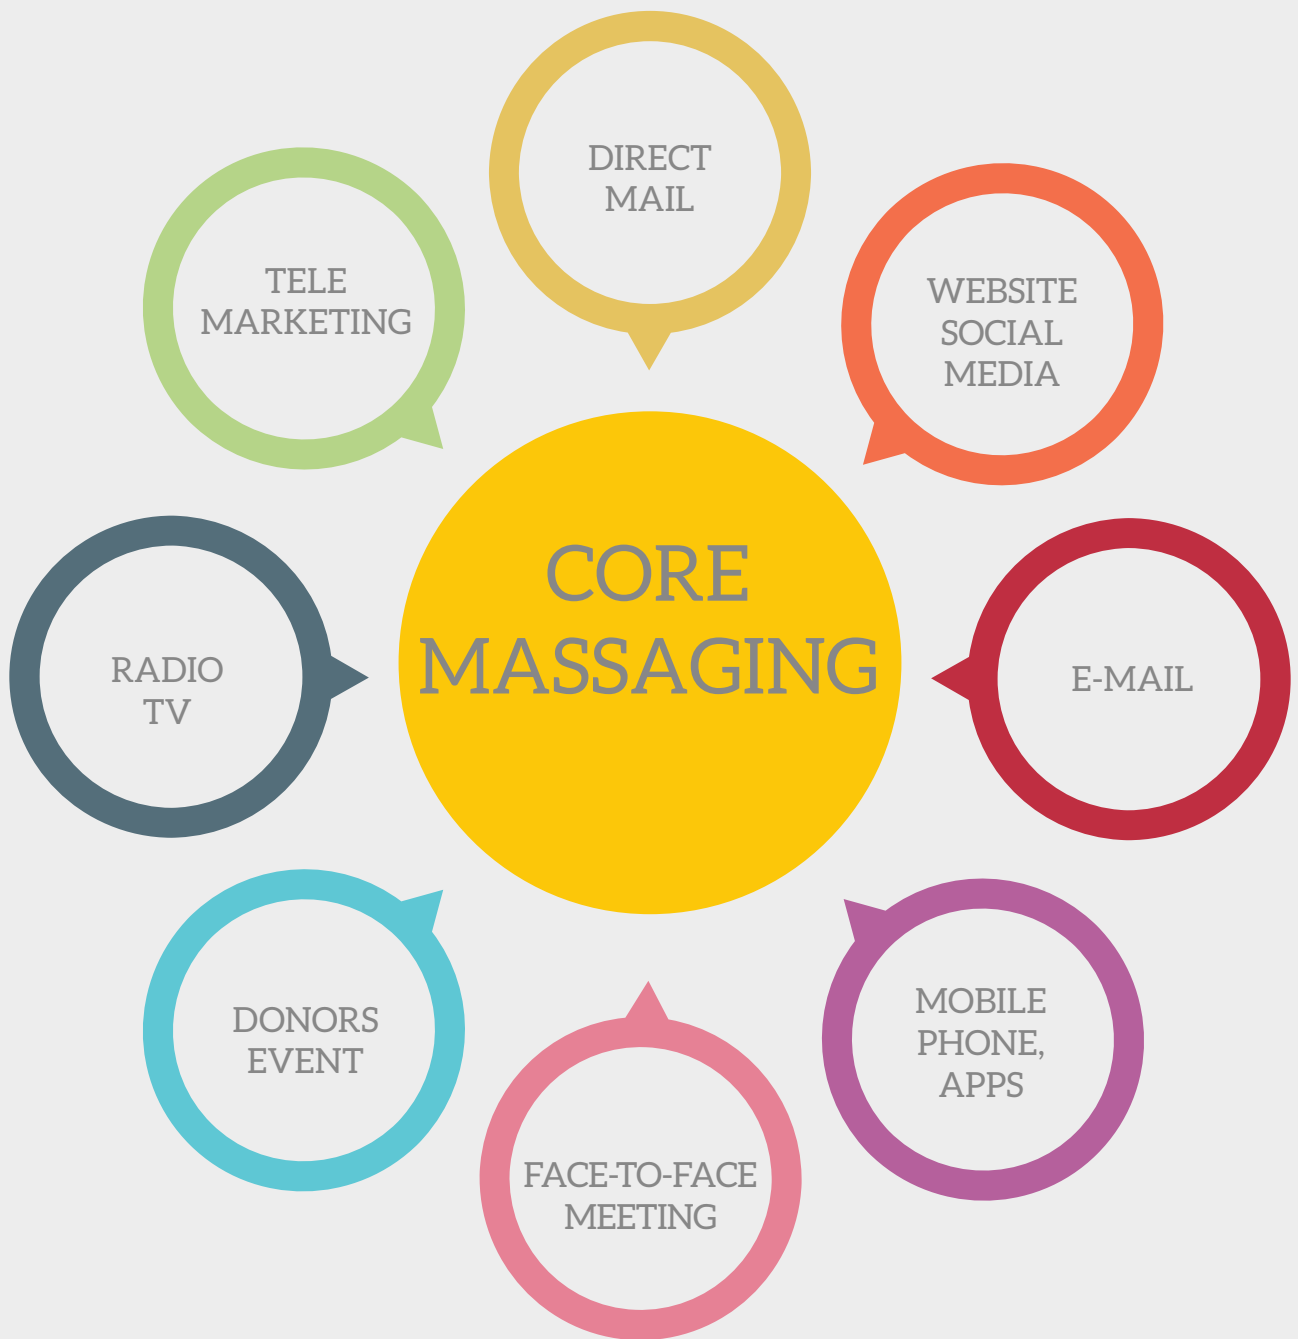 DIRECT
MAIL
WEBSITE
SOCIAL
MEDIA
TELE
MARKETING
CORE
MASSAGING
RADIO
TV
E-MAIL
DONORS
EVENT
MOBILE
PHONE,
APPS
FACE-TO-FACE
MEETING